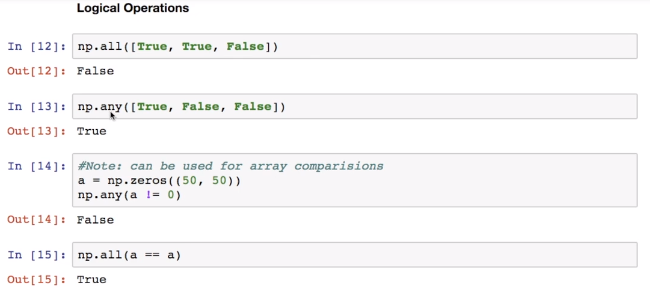 Logical Operations
In [12]: np.all([True, True, False])
Out[12]: False
In [13]: np.any([True, False, False])
Out[13]: True
In [14]: #Note: can be used for array comparisions
a = np.zeros((50, 50))
np.any(a != 0)
Out[14]: False
In [15]: np.all(a == a)
Out[15]: True